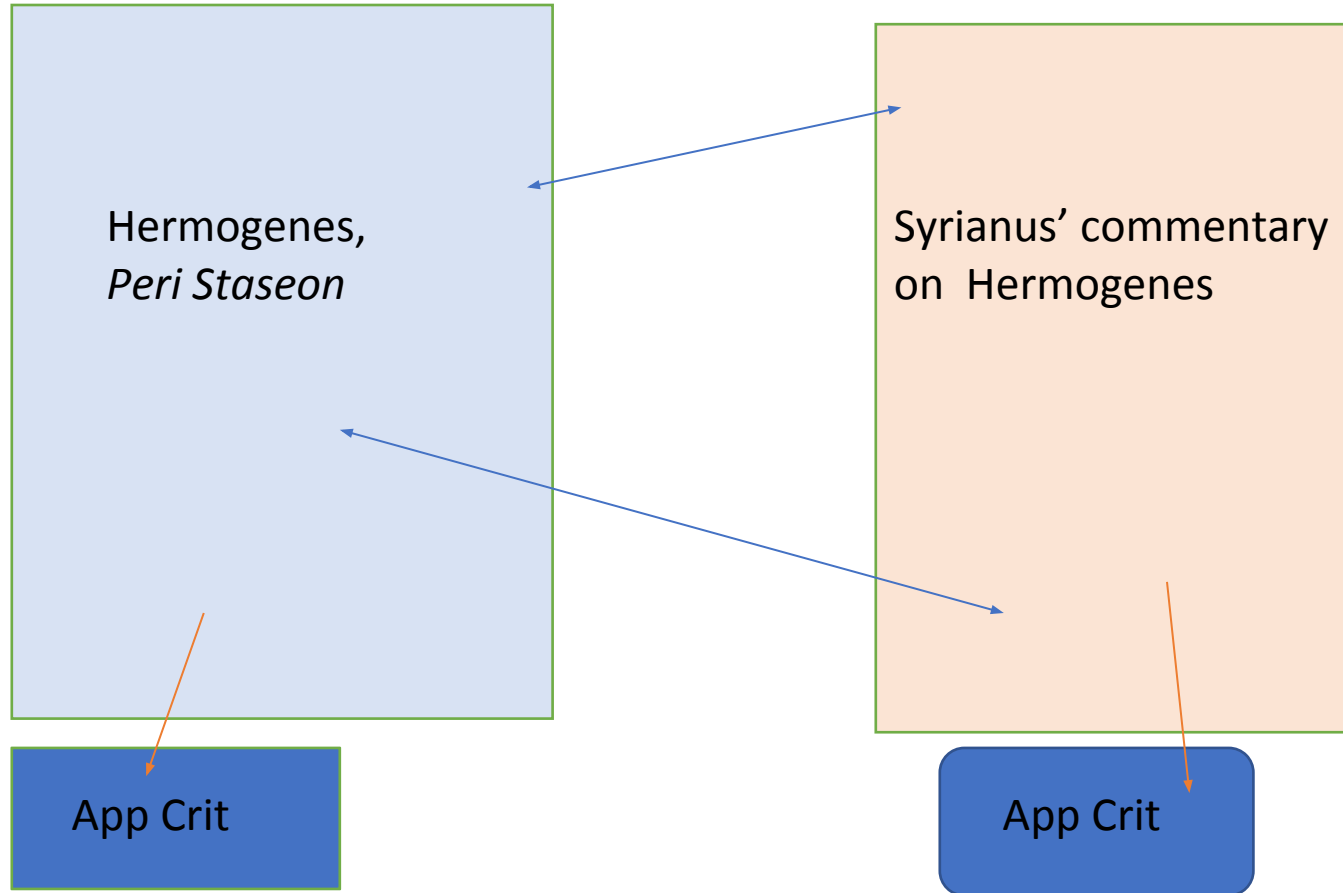 Hermogenes,
Peri Staseon
Syrianus’ commentary
on Hermogenes
App Crit
App Crit